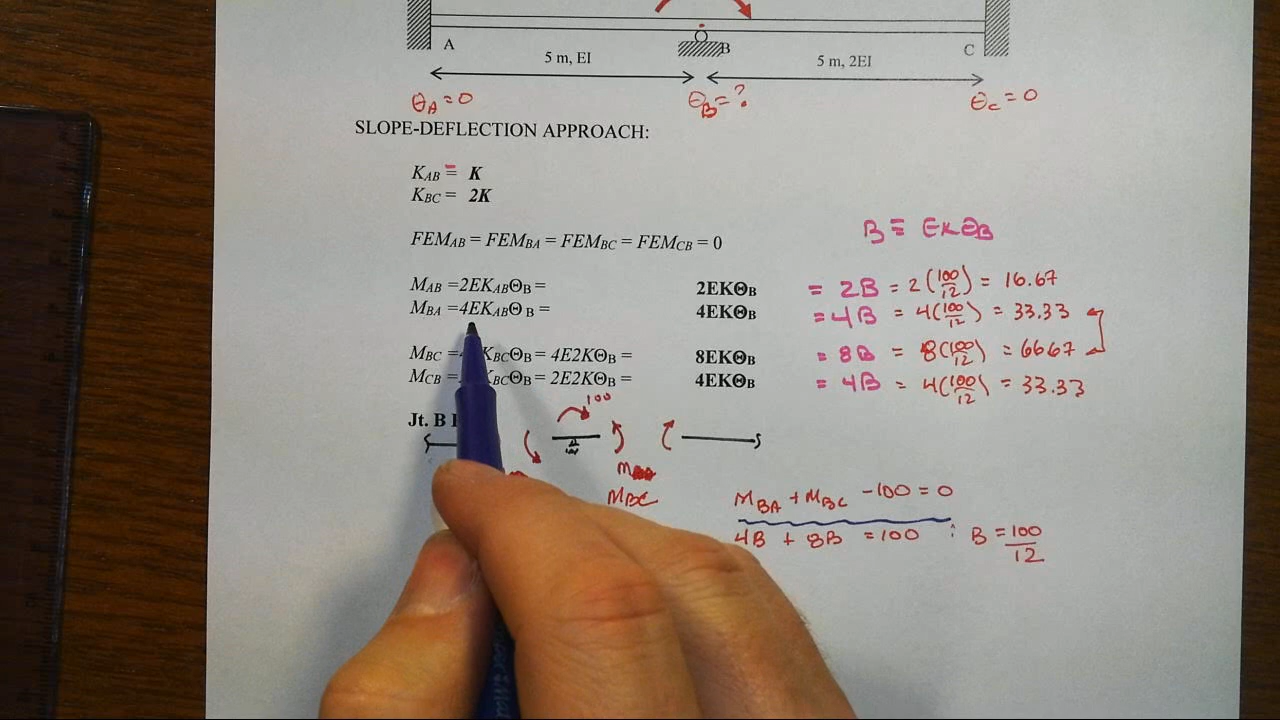 A B C
5 m, EI 5 m, 2EI
θA = 0 θB = ? θC = 0
SLOPE-DEFLECTION APPROACH:
KAB = K
KBC = 2K
FEMAB = FEMBA = FEMBC = FEMCB = 0
B = EKθB
MAB =2EKABΘB = 2EKΘB = 2B = 2(100/12) = 16.67
MBA =4EKABΘB = 4EKΘB = 4B = 4(100/12) = 33.33
MBC = KBCΘB = 4E2KΘB = 8EKΘB = 8B = 8(100/12) = 66.67
MCB = KBCΘB = 2E2KΘB = 4EKΘB = 4B = 4(100/12) = 33.33
Jt. B
100
MBC
MBA + MBC - 100 = 0
4B + 8B = 100 : B = 100/12